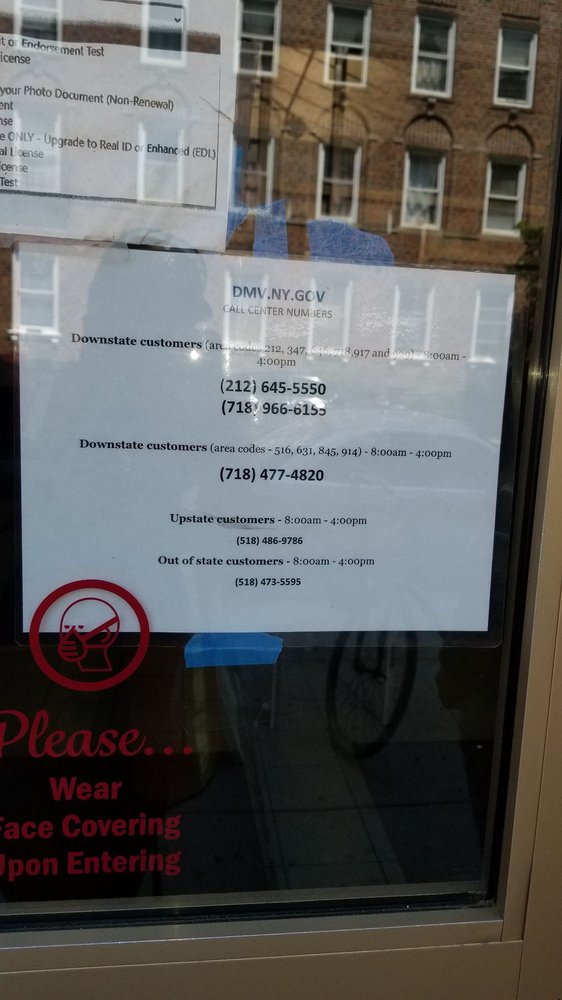 it or Endorsement Test
icense
your Photo Document (Non-Renewal)
ent
nse
e ONLY - Upgrade to Real ID or Enhanced (EDL)
al License
icense
Test
DMV.NY.GOV
CALL CENTER NUMBERS
Downstate customers (area codes 212, 347, 646, 718,917 and 929) - 8:00am -
4:00pm
(212) 645-5550
(718) 966-6155
Downstate customers (area codes - 516, 631, 845, 914) - 8:00am - 4:00pm
(718) 477-4820
Upstate customers - 8:00am - 4:00pm
(518) 486-9786
Out of state customers - 8:00am - 4:00pm
(518) 473-5595
Please...
Wear
Face Covering
Upon Entering